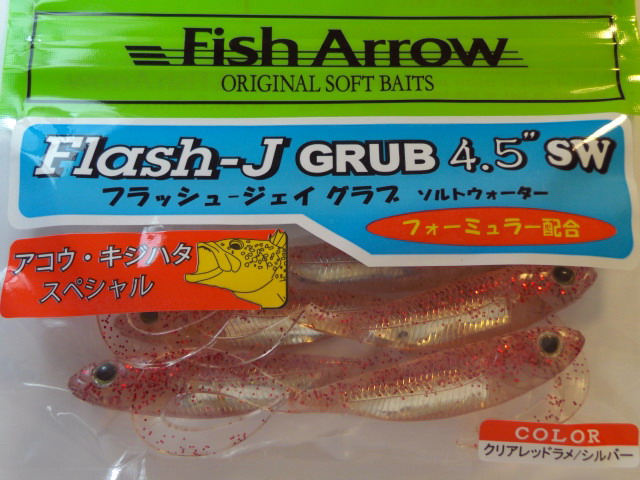 Fish Arrow
ORIGINAL SOFT BAITS
Flash-J GRUB 4.5" SW
フラッシュ-ジェイ グラブ ソルトウォーター
フォーミュラー配合
アコウ・キジハタ
スペシャル
COLOR
クリアレッドラメ/シルバー